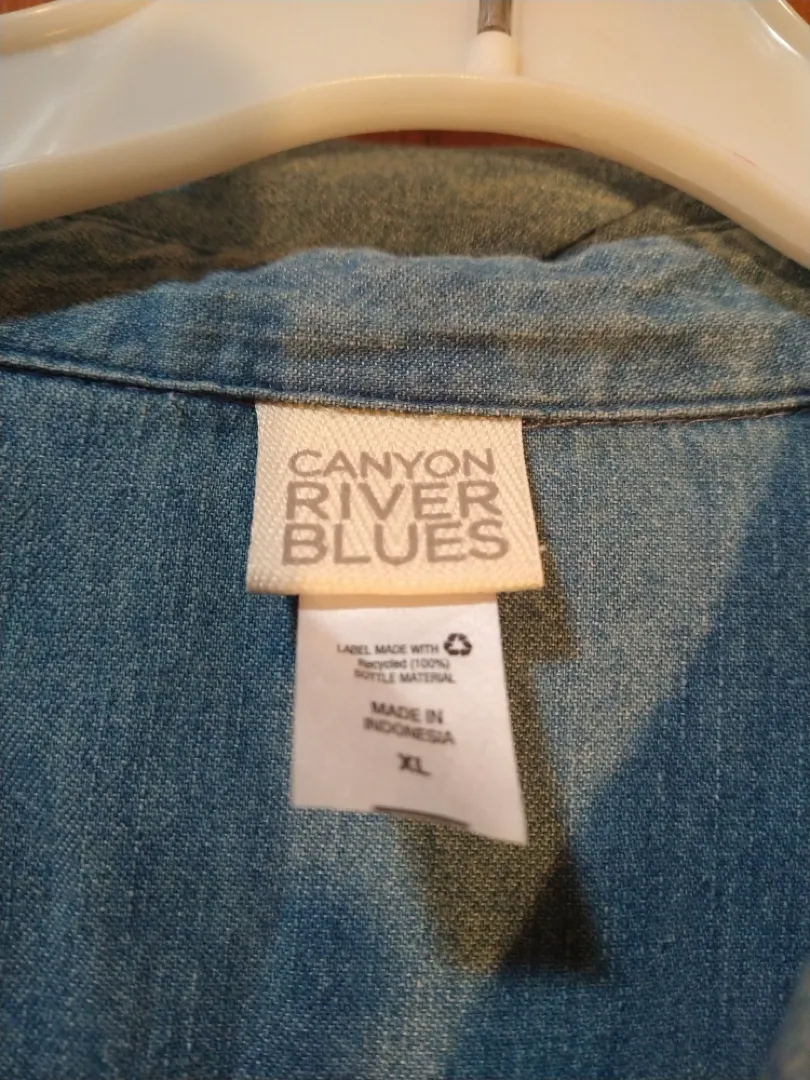 CANYON
RIVER
BLUES
LABEL MADE WITH
Recycled (100%)
BOTTLE MATERIAL
MADE IN
INDONESIA
XL